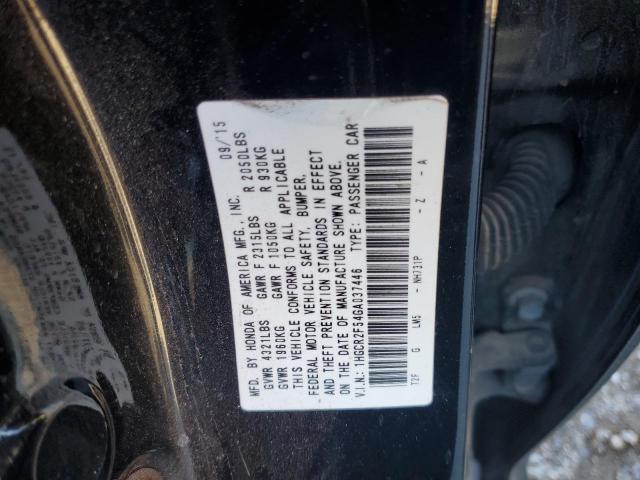 MFD. BY HONDA OF AMERICA MFG., INC. 09/'15
GVWR 4321LBS GAWR F 2315LBS R 2050LBS
GVWR 1960KG GAWR F 1050KG R 930KG
THIS VEHICLE CONFORMS TO ALL APPLICABLE
FEDERAL MOTOR VEHICLE SAFETY, BUMPER,
AND THEFT PREVENTION STANDARDS IN EFFECT
ON THE DATE OF MANUFACTURE SHOWN ABOVE.
V.I.N.: 1HGCR2F54GA037446 TYPE: PASSENGER CAR
T2F G LM5 - NH731P - Z - A